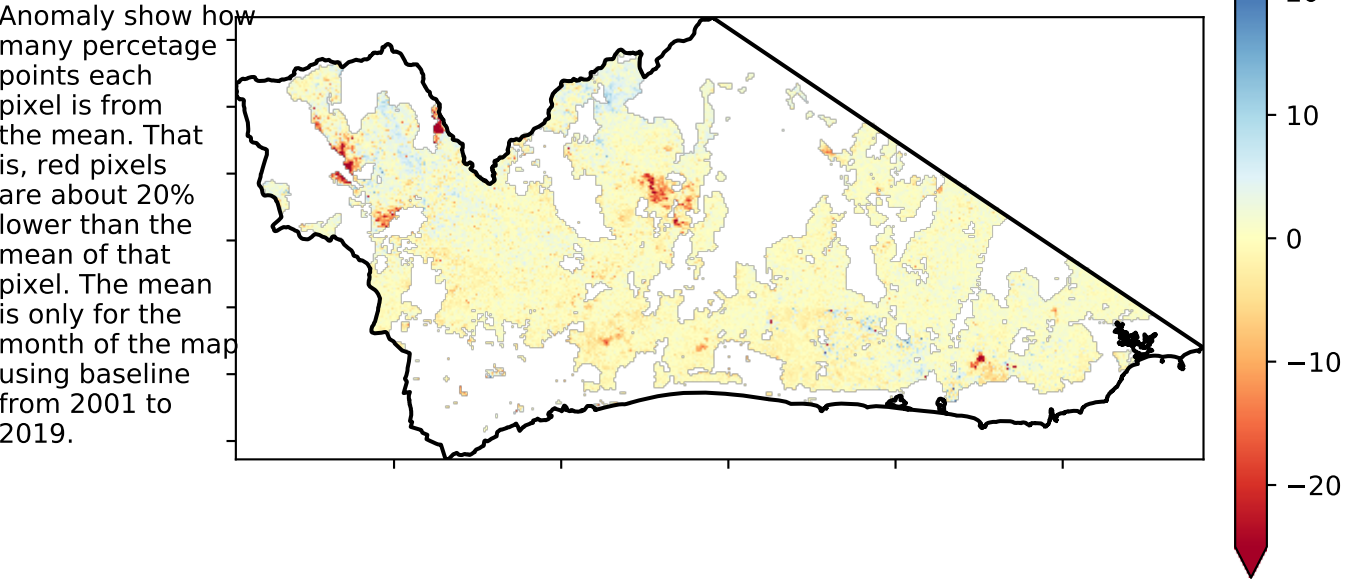 Anomaly show how
many percetage
points each
pixel is from
the mean. That
is, red pixels
are about 20%
lower than the
mean of that
pixel. The mean
is only for the
month of the map
using baseline
from 2001 to
2019.
10
0
−10
−20